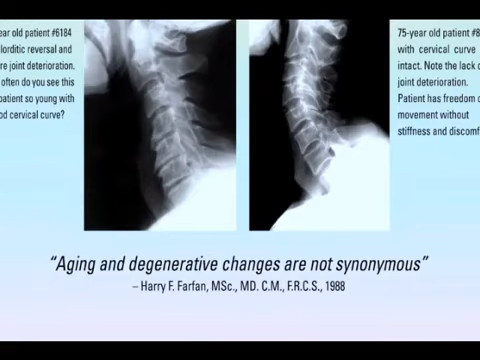 ear old patient #6184
lorditic reversal and
re joint deterioration.
often do you see this
patient so young with
od cervical curve?
75-year old patient #8
with cervical curve
intact. Note the lack o
joint deterioration.
Patient has freedom o
movement without
stiffness and discomf
“Aging and degenerative changes are not synonymous”
– Harry F. Farfan, MSc., MD. C.M., F.R.C.S., 1988